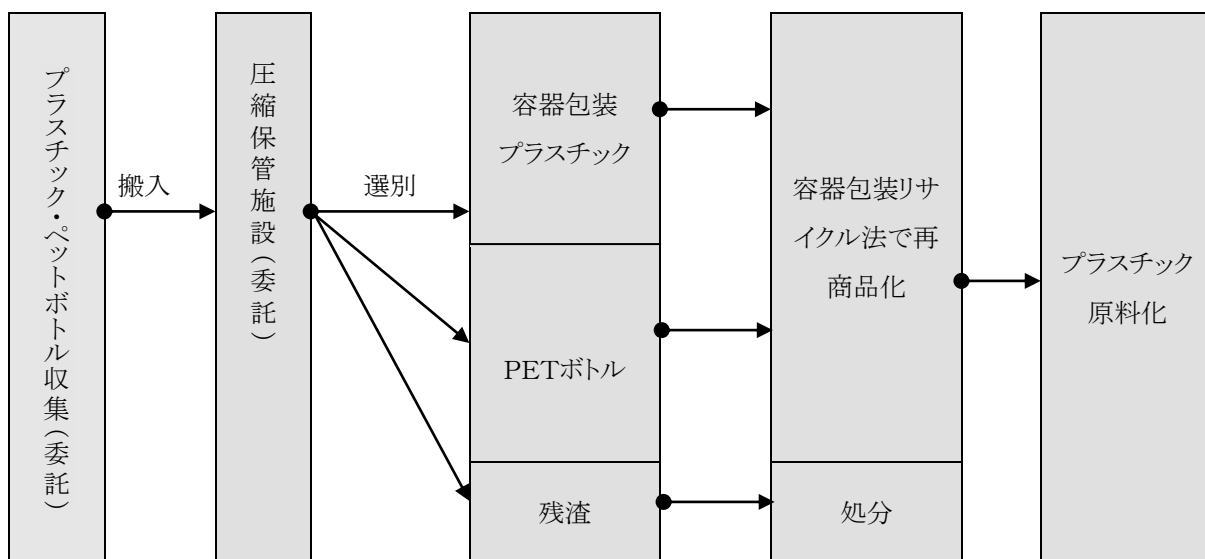 プラスチック・ペットボトル収集（委託）
搬入
圧縮保管施設（委託）
選別
容器包装
プラスチック
PETボトル
残渣
容器包装リサ
イクル法で再
商品化
処分
プラスチック
原料化